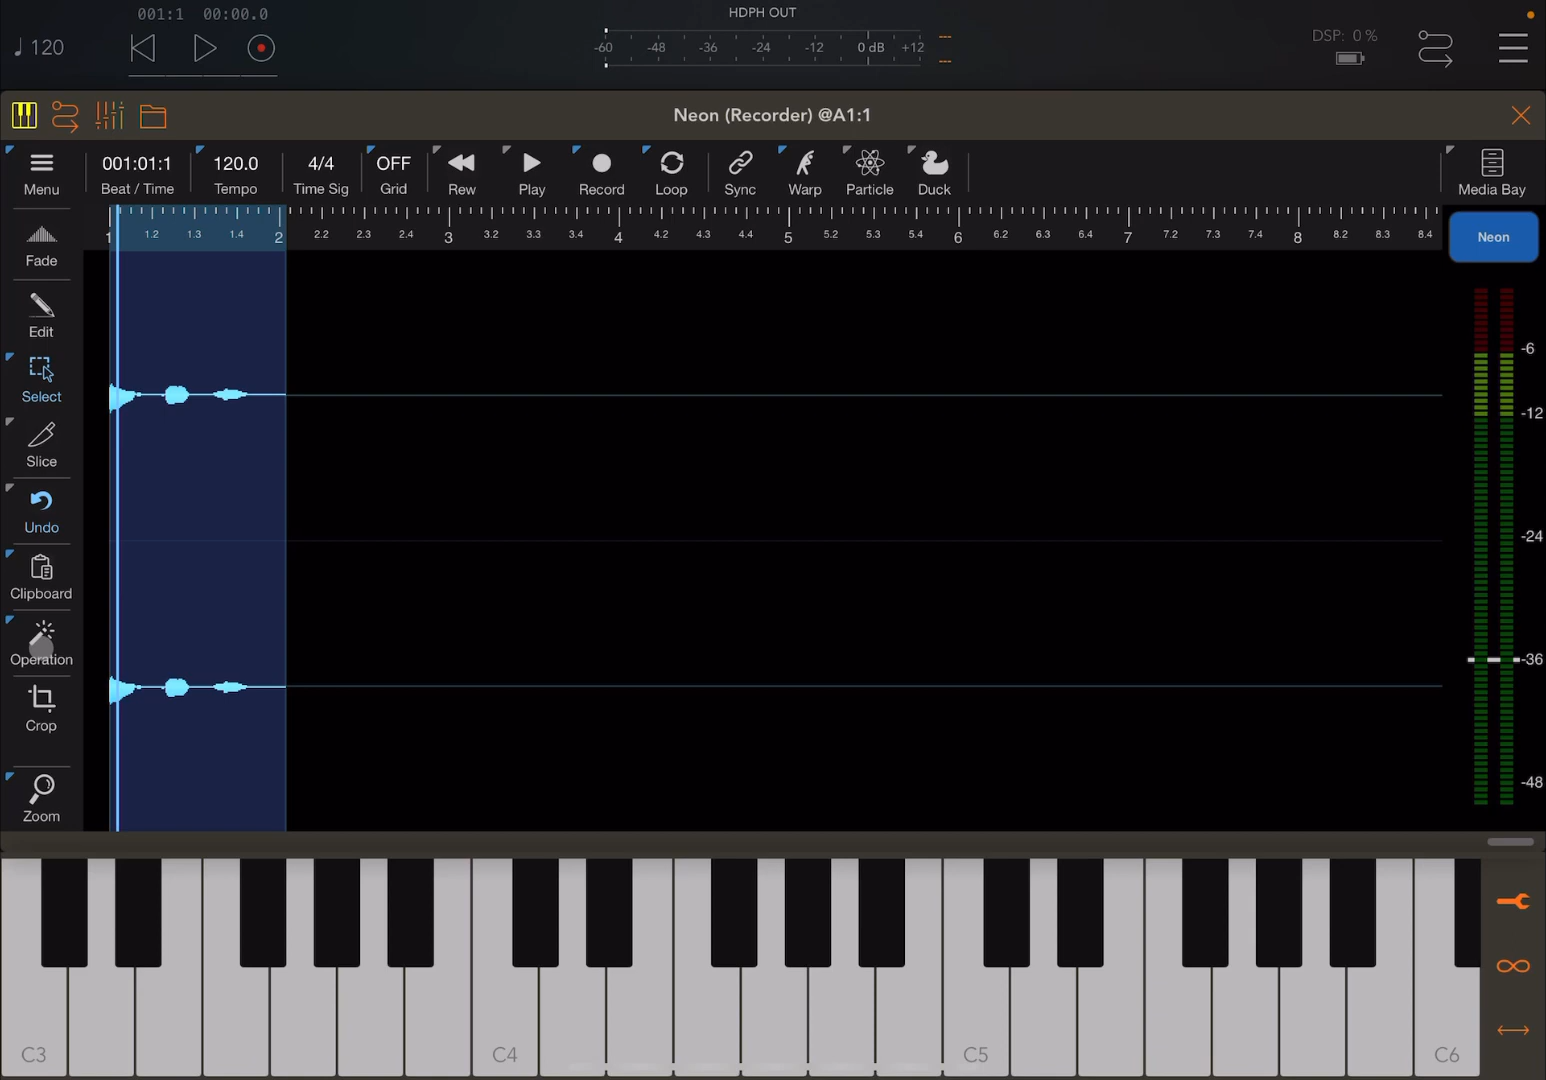 001:1 00:00.0
HDPH OUT
♩ 120
-60 -48 -36 -24 -12 0 dB +12
DSP: 0 %
Neon (Recorder) @A1:1
001:01:1 120.0 4/4 OFF
Menu Beat / Time Tempo Time Sig Grid Rew Play Record Loop Sync Warp Particle Duck Media Bay
1 1.2 1.3 1.4 2 2.2 2.3 2.4 3 3.2 3.3 3.4 4 4.2 4.3 4.4 5 5.2 5.3 5.4 6 6.2 6.3 6.4 7 7.2 7.3 7.4 8 8.2 8.3 8.4
Neon
Fade
Edit
Select
Slice
Undo
Clipboard
Operation
Crop
Zoom
-6
-12
-24
-36
-48
C3 C4 C5 C6